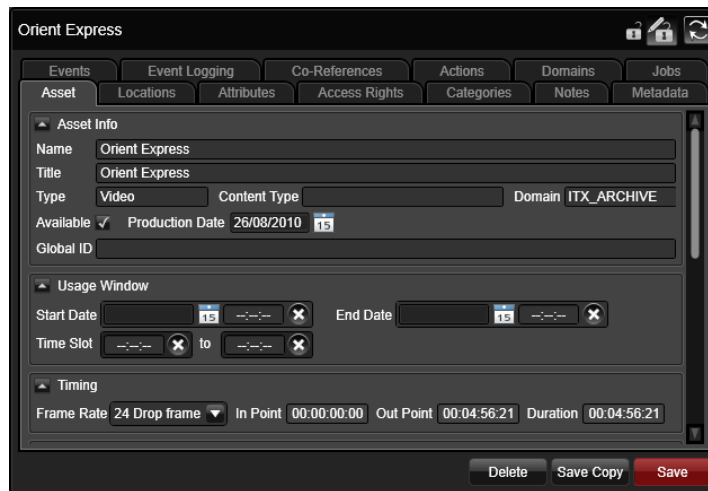 Orient Express
Events Event Logging Co-References Actions Domains Jobs
Asset Locations Attributes Access Rights Categories Notes Metadata
Asset Info
Name Orient Express
Title Orient Express
Type Video Content Type Domain ITX_ARCHIVE
Available Production Date 26/08/2010 15
Global ID
Usage Window
Start Date 15 --:--:-- End Date 15 --:--:--
Time Slot --:--:-- to --:--:--
Timing
Frame Rate 24 Drop frame In Point 00:00:00:00 Out Point 00:04:56:21 Duration 00:04:56:21
Delete Save Copy Save